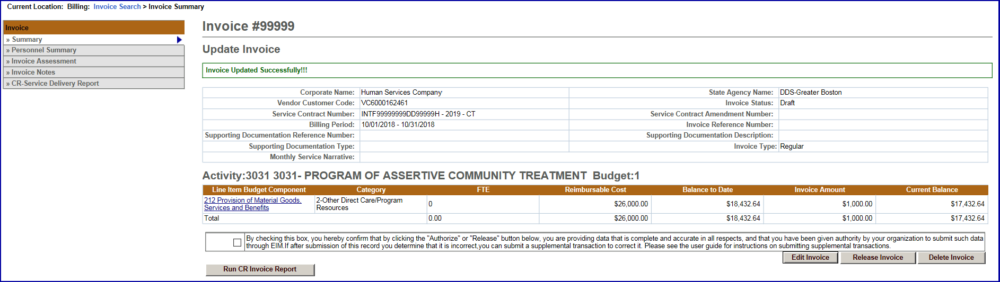 Current Location: Billing: Invoice Search > Invoice Summary
Invoice
» Summary
» Personnel Summary
» Invoice Assessment
» Invoice Notes
» CR-Service Delivery Report
Invoice #99999
Update Invoice
Invoice Updated Successfully!!!
Corporate Name: Human Services Company State Agency Name: DDS-Greater Boston
Vendor Customer Code: VC6000162461 Invoice Status: Draft
Service Contract Number: INTF99999999DD99999H - 2019 - CT Service Contract Amendment Number:
Billing Period: 10/01/2018 - 10/31/2018 Invoice Reference Number:
Supporting Documentation Reference Number: Supporting Documentation Description:
Supporting Documentation Type: Invoice Type: Regular
Monthly Service Narrative:
Activity:3031 3031- PROGRAM OF ASSERTIVE COMMUNITY TREATMENT Budget:1
Line Item Budget Component Category FTE Reimbursable Cost Balance to Date Invoice Amount Current Balance
212 Provision of Material Goods, 2-Other Direct Care/Program
Services and Benefits Resources 0 $26,000.00 $18,432.64 $1,000.00 $17,432.64
Total 0.00 $26,000.00 $18,432.64 $1,000.00 $17,432.64
By checking this box, you hereby confirm that by clicking the "Authorize" or "Release" button below, you are providing data that is complete and accurate in all respects, and that you have been given authority by your organization to submit such data
through EIM.If after submission of this record you determine that it is incorrect,you can submit a supplemental transaction to correct it. Please see the user guide for instructions on submitting supplemental transactions.
Edit Invoice Release Invoice Delete Invoice
Run CR Invoice Report